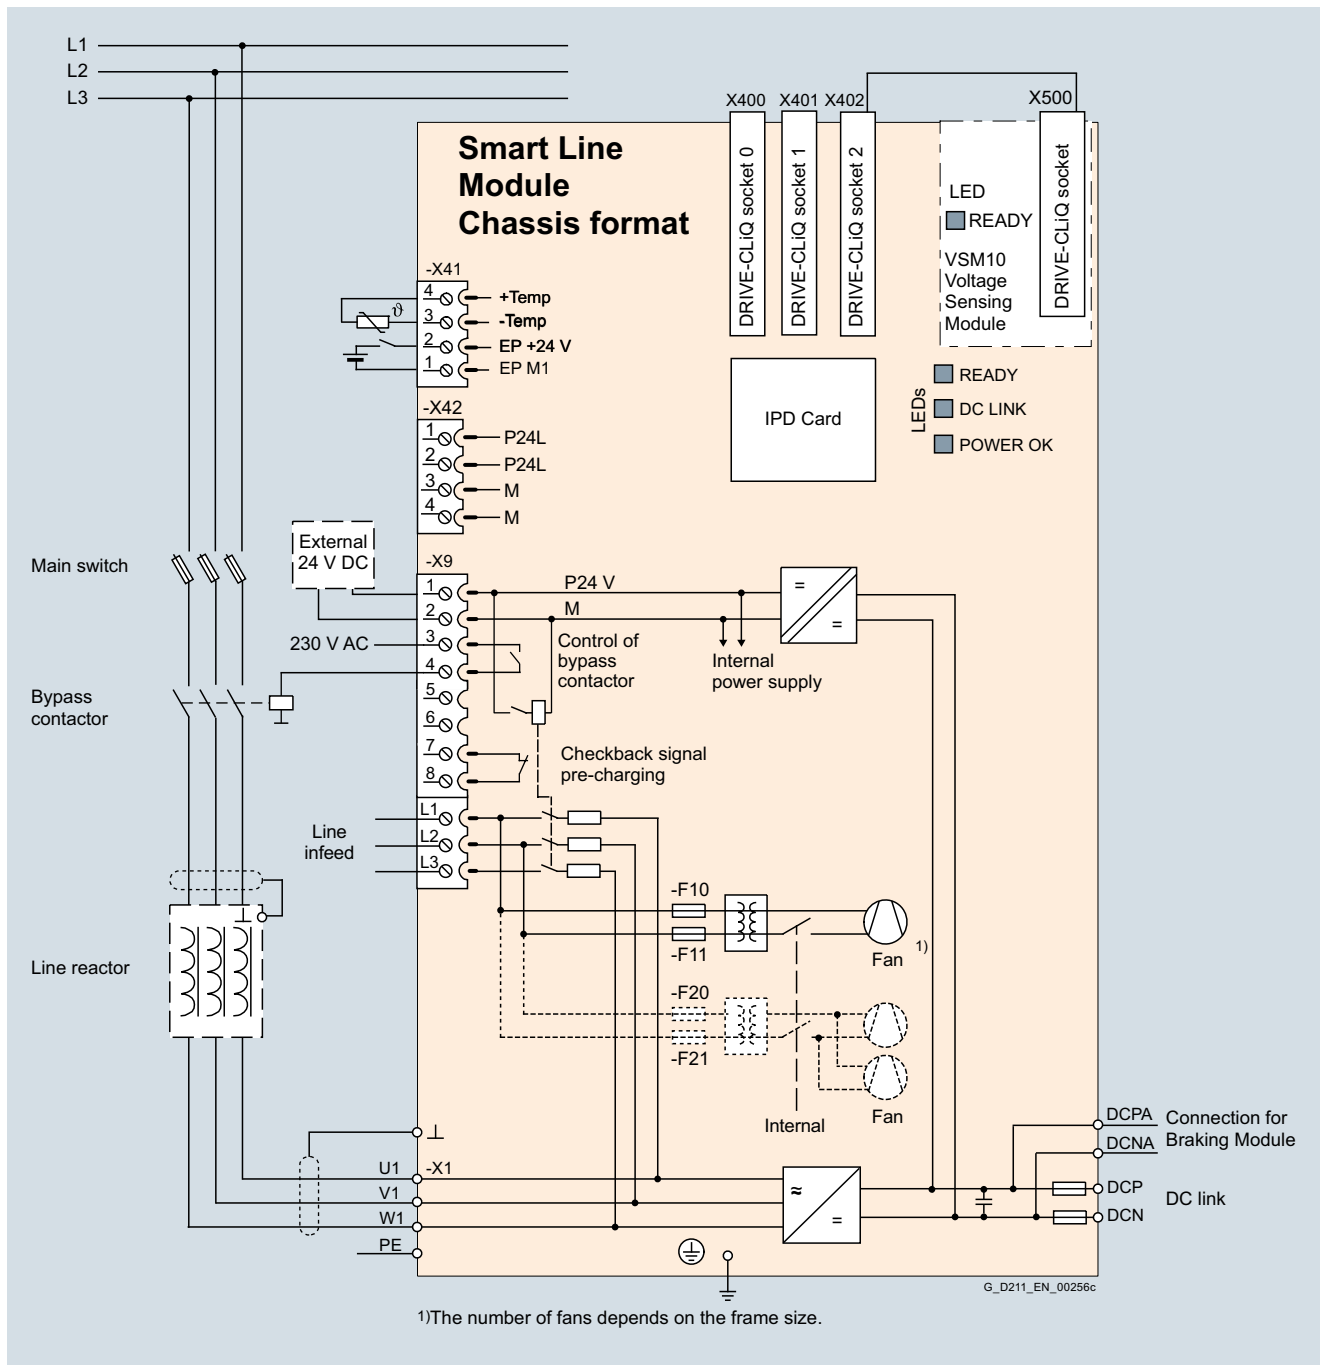 L1
L2
L3
X400
X401
X402
X500
Smart Line
Module
Chassis format
DRIVE-CLiQ socket 0
DRIVE-CLiQ socket 1
DRIVE-CLiQ socket 2
DRIVE-CLiQ socket
LED
READY
VSM10
Voltage
Sensing
Module
-X41
4
+Temp
ϑ
3
-Temp
2
EP +24 V
1
EP M1
IPD Card
LEDs
READY
DC LINK
POWER OK
-X42
1
P24L
2
P24L
3
M
4
M
External
24 V DC
Main switch
-X9
1
P24 V
=
=
2
M
230 V AC
3
Control of
bypass
contactor
Internal
power supply
4
Bypass
contactor
5
6
7
Checkback signal
pre-charging
8
Line
infeed
L1
L2
L3
-F10
-F11
Fan
1)
Line reactor
-F20
-F21
Fan
Internal
DCPA
DCNA
Connection for
Braking Module
U1
-X1
V1
W1
PE
≈
=
DCP
DCN
DC link
G_D211_EN_00256c
1)The number of fans depends on the frame size.